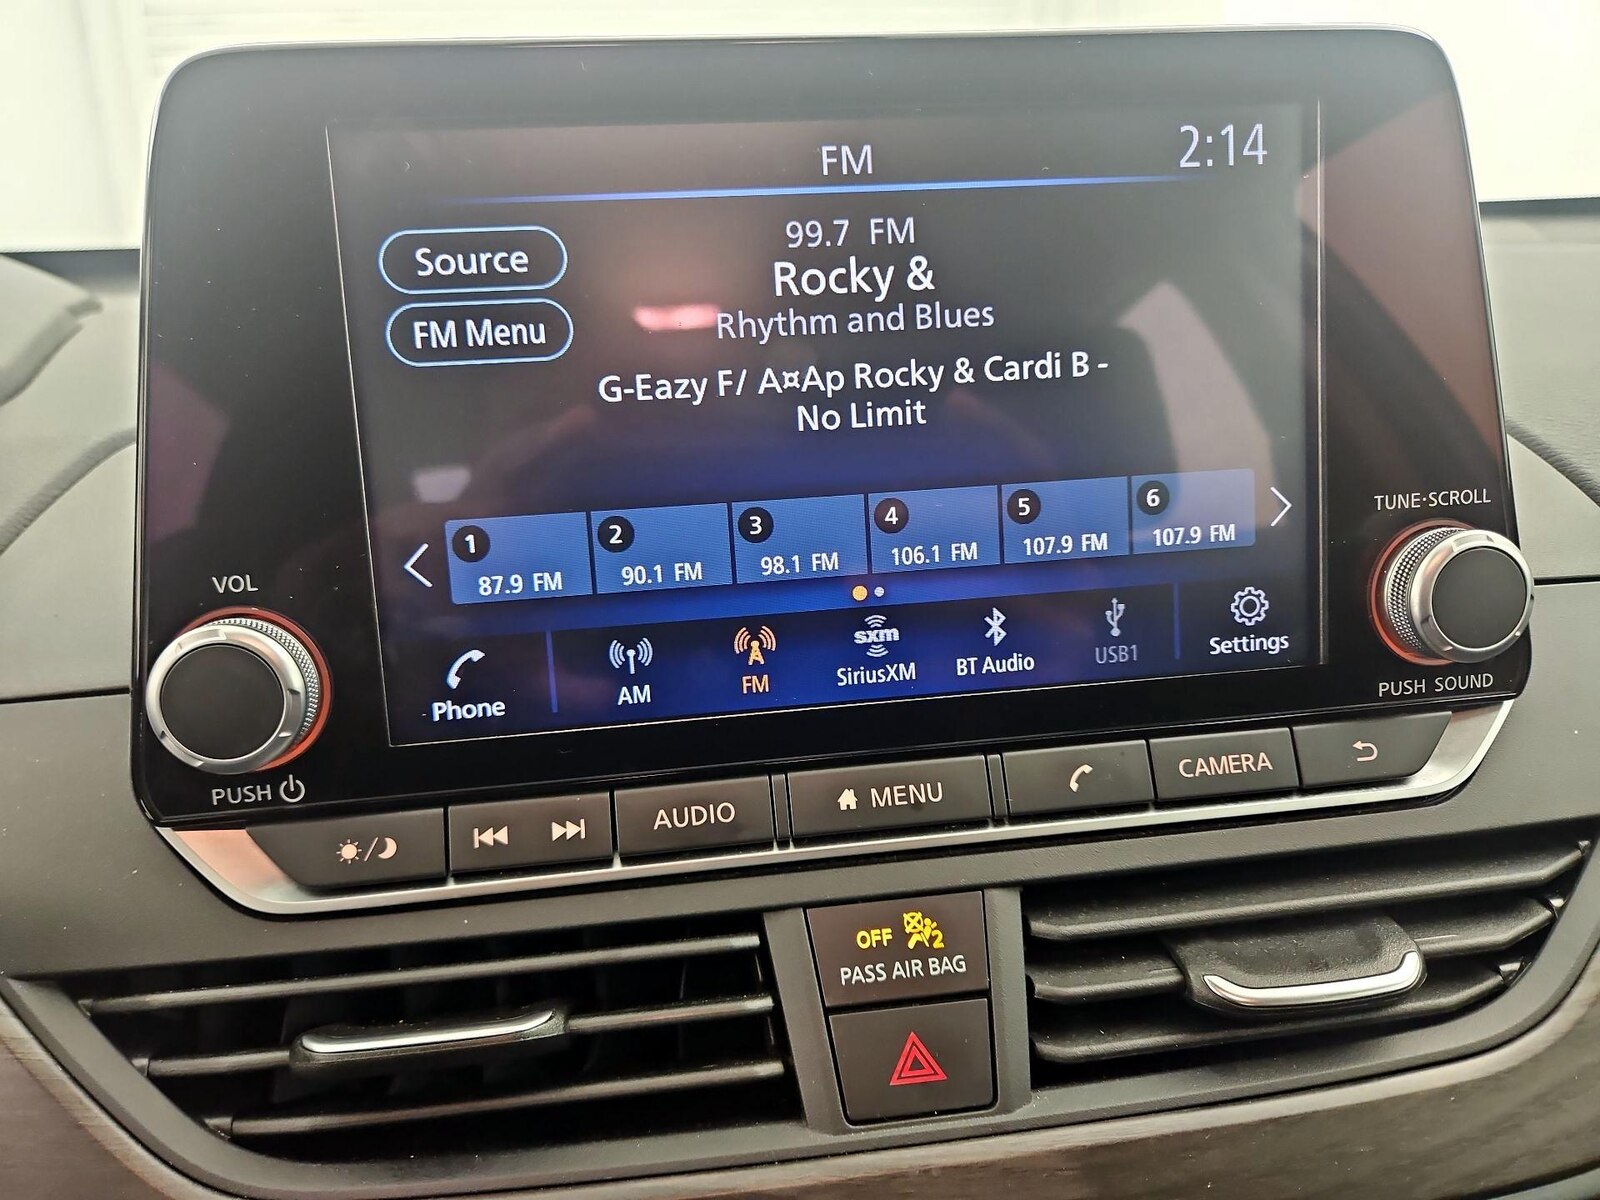 FM
2:14
Source
99.7 FM
Rocky &
FM Menu
Rhythm and Blues
G-Eazy F/ A¤Ap Rocky & Cardi B -
No Limit
1
87.9 FM
2
90.1 FM
3
98.1 FM
4
106.1 FM
5
107.9 FM
6
107.9 FM
Phone
AM
FM
sxm
SiriusXM
BT Audio
USB1
Settings
VOL
PUSH
TUNE·SCROLL
PUSH SOUND
AUDIO
MENU
CAMERA
OFF 2
PASS AIR BAG